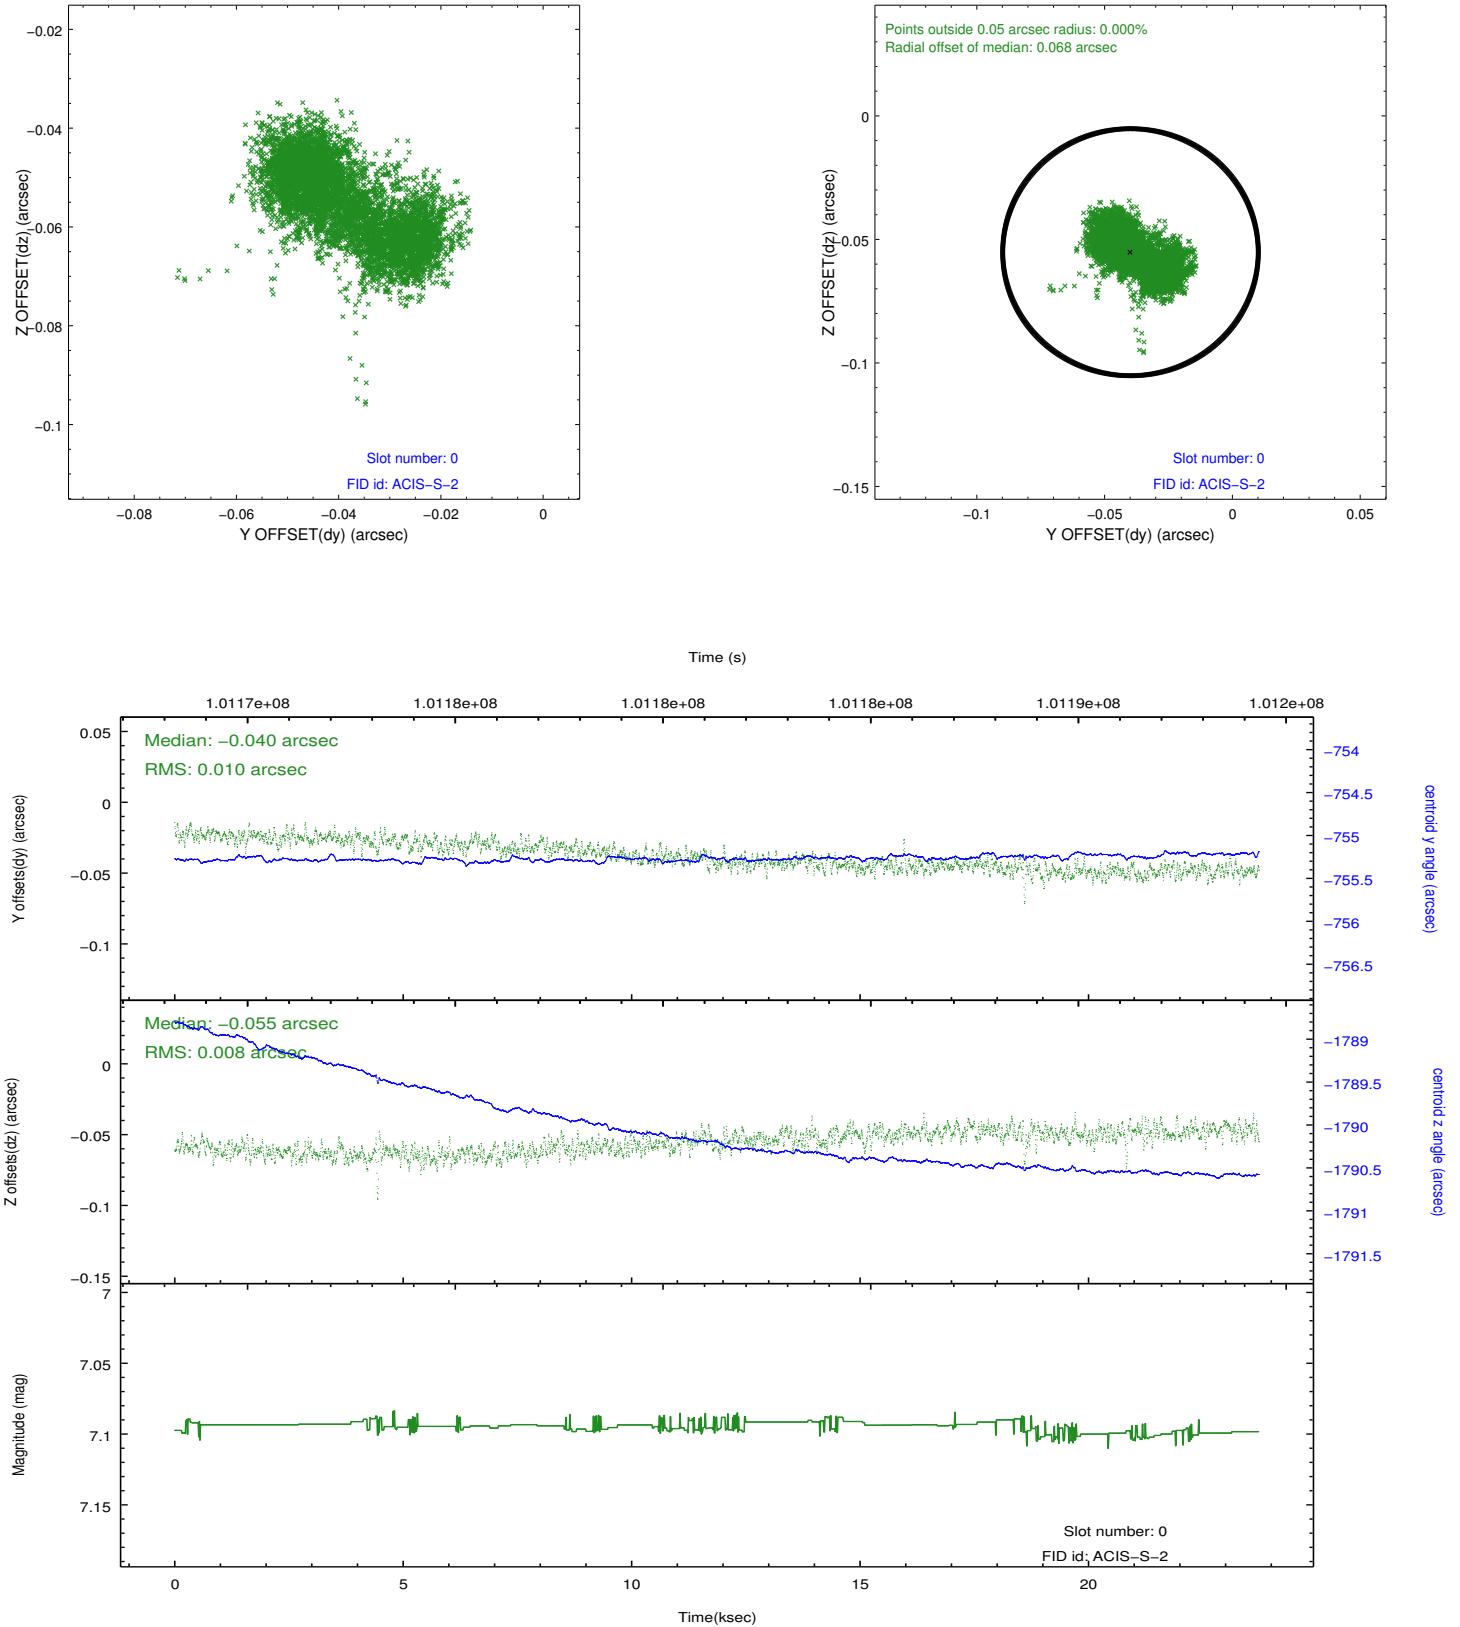 −0.02
−0.04
−0.06
−0.08
−0.1
Z OFFSET(dz) (arcsec)
Slot number: 0
FID id: ACIS−S−2
−0.08
−0.06
−0.04
−0.02
0
Y OFFSET(dy) (arcsec)
Points outside 0.05 arcsec radius: 0.000%
Radial offset of median: 0.068 arcsec
0
−0.05
−0.1
−0.15
Z OFFSET(dz) (arcsec)
Slot number: 0
FID id: ACIS−S−2
−0.1
−0.05
0
0.05
Y OFFSET(dy) (arcsec)
Time (s)
1.0117e+08
1.0118e+08
1.0118e+08
1.0118e+08
1.0119e+08
1.012e+08
Median: −0.040 arcsec
RMS: 0.010 arcsec
0.05
0
−0.05
−0.1
Y offsets(dy) (arcsec)
−754
−754.5
−755
−755.5
−756
−756.5
centroid y angle (arcsec)
Median: −0.055 arcsec
RMS: 0.008 arcsec
0
−0.05
−0.1
−0.15
Z offsets(dz) (arcsec)
−1789
−1789.5
−1790
−1790.5
−1791
−1791.5
centroid z angle (arcsec)
7
7.05
7.1
7.15
Magnitude (mag)
Slot number: 0
FID id: ACIS−S−2
0
5
10
15
20
Time(ksec)